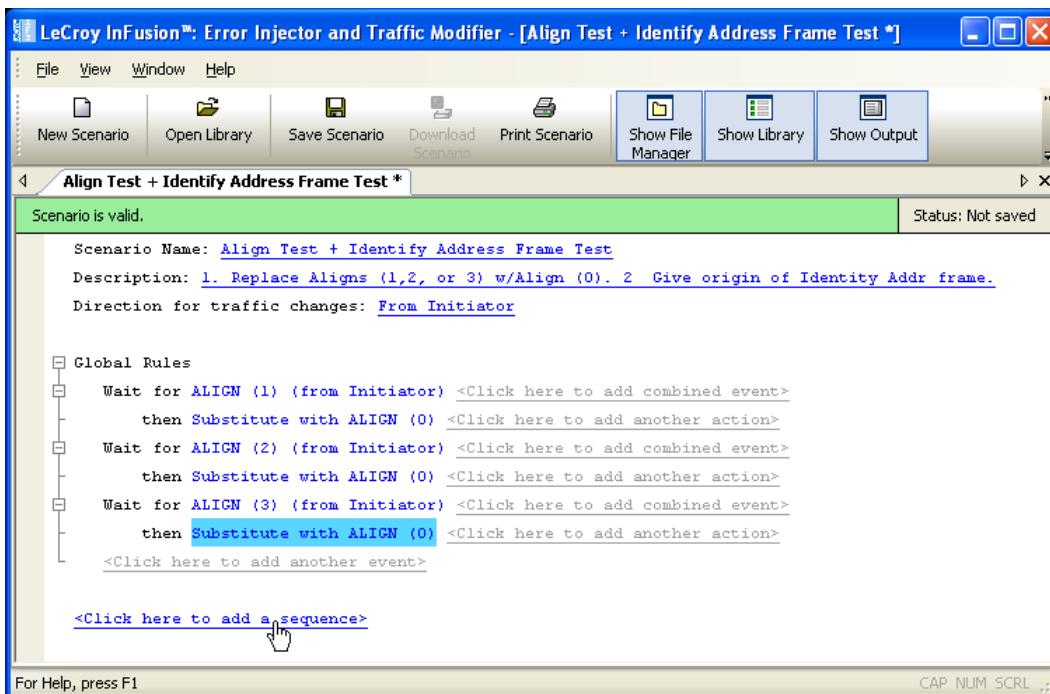 LeCroy InFusion™: Error Injector and Traffic Modifier - [Align Test + Identify Address Frame Test *]
File View Window Help
New Scenario Open Library Save Scenario Download Scenario Print Scenario Show File Manager Show Library Show Output
Align Test + Identify Address Frame Test *
Scenario is valid. Status: Not saved
Scenario Name: Align Test + Identify Address Frame Test
Description: 1. Replace Aligns (1,2, or 3) w/Align (0). 2 Give origin of Identity Addr frame.
Direction for traffic changes: From Initiator
Global Rules
Wait for ALIGN (1) (from Initiator) <Click here to add combined event>
then Substitute with ALIGN (0) <Click here to add another action>
Wait for ALIGN (2) (from Initiator) <Click here to add combined event>
then Substitute with ALIGN (0) <Click here to add another action>
Wait for ALIGN (3) (from Initiator) <Click here to add combined event>
then Substitute with ALIGN (0) <Click here to add another action>
<Click here to add another event>
<Click here to add a sequence>
For Help, press F1 CAP NUM SCRL